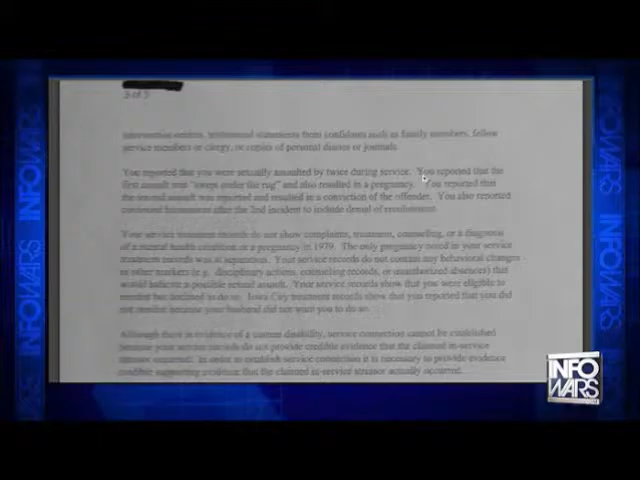 5 of 5
intervention centers, testimonial statements from confidants such as family members, fellow
service members or clergy, or copies of personal diaries or journals.
You reported that you were sexually assaulted by twice during service. You reported that the
first assault was "swept under the rug" and also resulted in a pregnancy. You reported that
the second assault was reported and resulted in a conviction of the offender. You also reported
continued harassment after the 2nd incident to include denial of reenlistment.
Your service treatment records do not show complaints, treatment, counseling, or a diagnosis
of a mental health condition or a pregnancy in 1979. The only pregnancy noted in your service
treatment records was at separation. Your service records do not contain any behavioral changes
or other markers (e.g. disciplinary actions, counseling records, or unauthorized absences) that
would indicate a possible sexual assault. Your service records show that you were eligible to
reenlist but declined to do so. Iowa City treatment records show that you reported that you did
not reenlist because your husband did not want you to do so.
Although there is evidence of a current disability, service connection cannot be established
because your service records do not provide credible evidence that the claimed in-service
stressor occurred. In order to establish service connection it is necessary to provide evidence
credible supporting evidence that the claimed in-service stressor actually occurred.
INFOWARS
INFOWARS
INFOWARS
INFOWARS
INFO
WARS
.COM